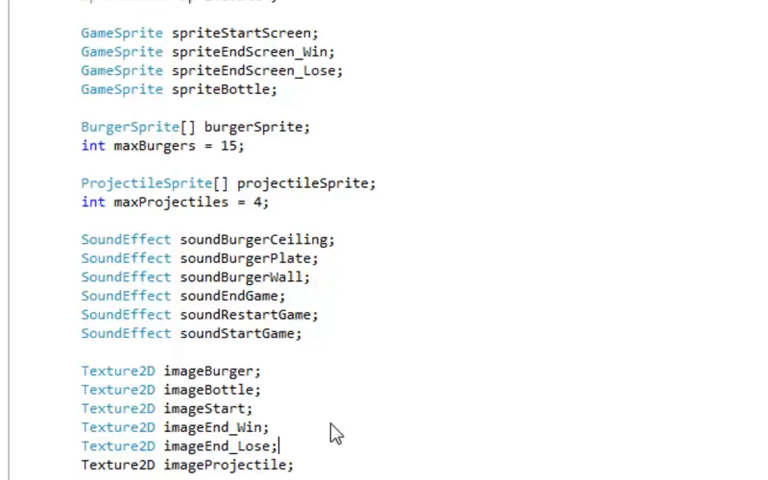 GameSprite spriteStartScreen;
GameSprite spriteEndScreen_Win;
GameSprite spriteEndScreen_Lose;
GameSprite spriteBottle;
BurgerSprite[] burgerSprite;
int maxBurgers = 15;
ProjectileSprite[] projectileSprite;
int maxProjectiles = 4;
SoundEffect soundBurgerCeiling;
SoundEffect soundBurgerPlate;
SoundEffect soundBurgerWall;
SoundEffect soundEndGame;
SoundEffect soundRestartGame;
SoundEffect soundStartGame;
Texture2D imageBurger;
Texture2D imageBottle;
Texture2D imageStart;
Texture2D imageEnd_Win;
Texture2D imageEnd_Lose;
Texture2D imageProjectile;